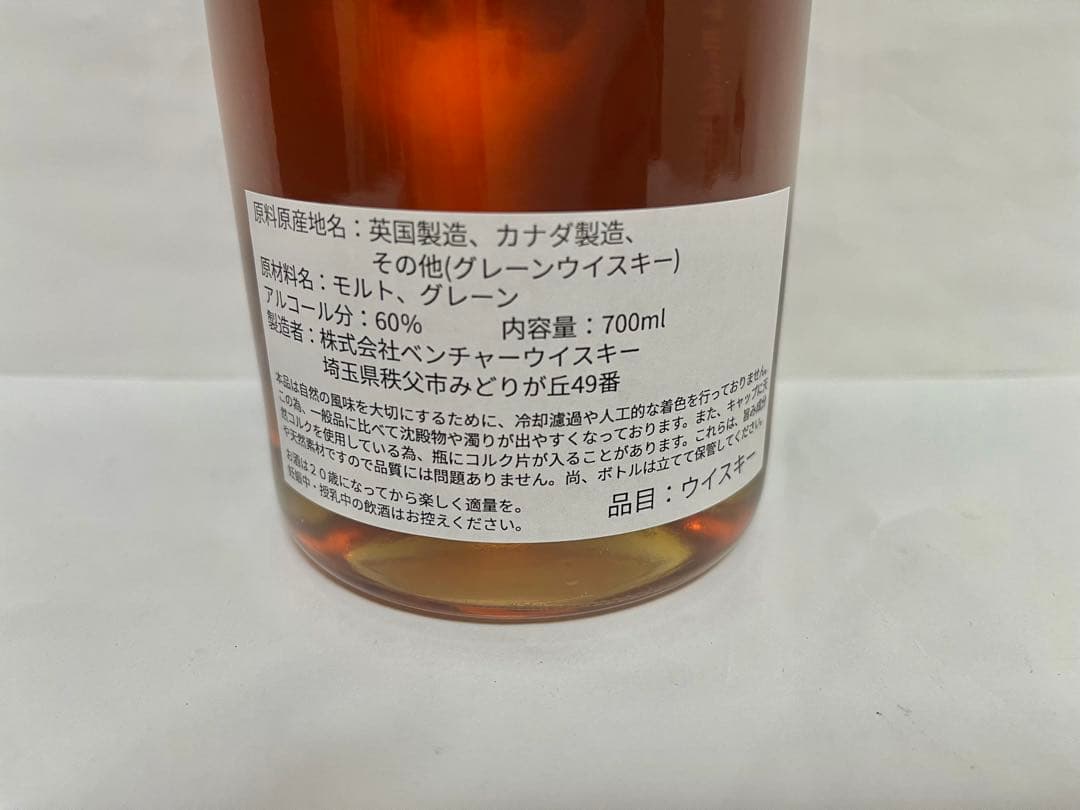 原料原産地名：英国製造、カナダ製造、
その他(グレーンウイスキー)
原材料名：モルト、グレーン
アルコール分：60% 内容量：700ml
製造者：株式会社ベンチャーウイスキー
埼玉県秩父市みどりが丘49番
本品は自然の風味を大切にするために、冷却濾過や人工的な着色を行っておりません。
この為、一般品に比べて沈殿物や濁りが出やすくなっております。また、キャップに天
然コルクを使用している為、瓶にコルク片が入ることがあります。これらは、旨み成分
や天然素材ですので品質には問題ありません。尚、ボトルは立てて保管してください。
お酒は２０歳になってから楽しく適量を。
妊娠中・授乳中の飲酒はお控えください。
品目：ウイスキー